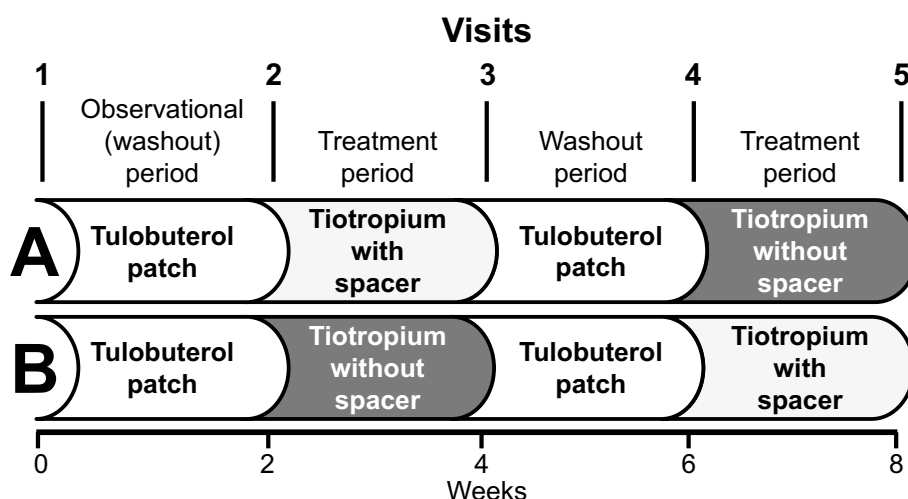 Visits
1 2 3 4 5
Observational
(washout)
period
Treatment
period
Washout
period
Treatment
period
A
Tulobuterol
patch
Tiotropium
with
spacer
Tulobuterol
patch
Tiotropium
without
spacer
B
Tulobuterol
patch
Tiotropium
without
spacer
Tulobuterol
patch
Tiotropium
with
spacer
0 2 4 6 8
Weeks